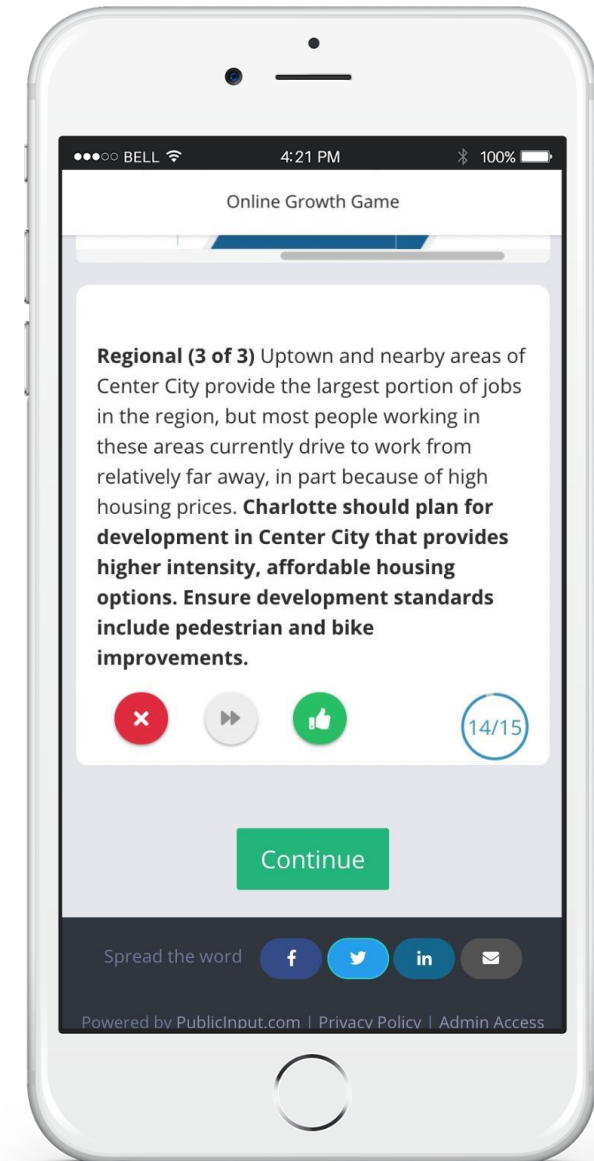 BELL 4:21 PM 100%
Online Growth Game
Regional (3 of 3) Uptown and nearby areas of
Center City provide the largest portion of jobs
in the region, but most people working in
these areas currently drive to work from
relatively far away, in part because of high
housing prices. Charlotte should plan for
development in Center City that provides
higher intensity, affordable housing
options. Ensure development standards
include pedestrian and bike
improvements.
14/15
Continue
Spread the word f in
Powered by PublicInput.com | Privacy Policy | Admin Access